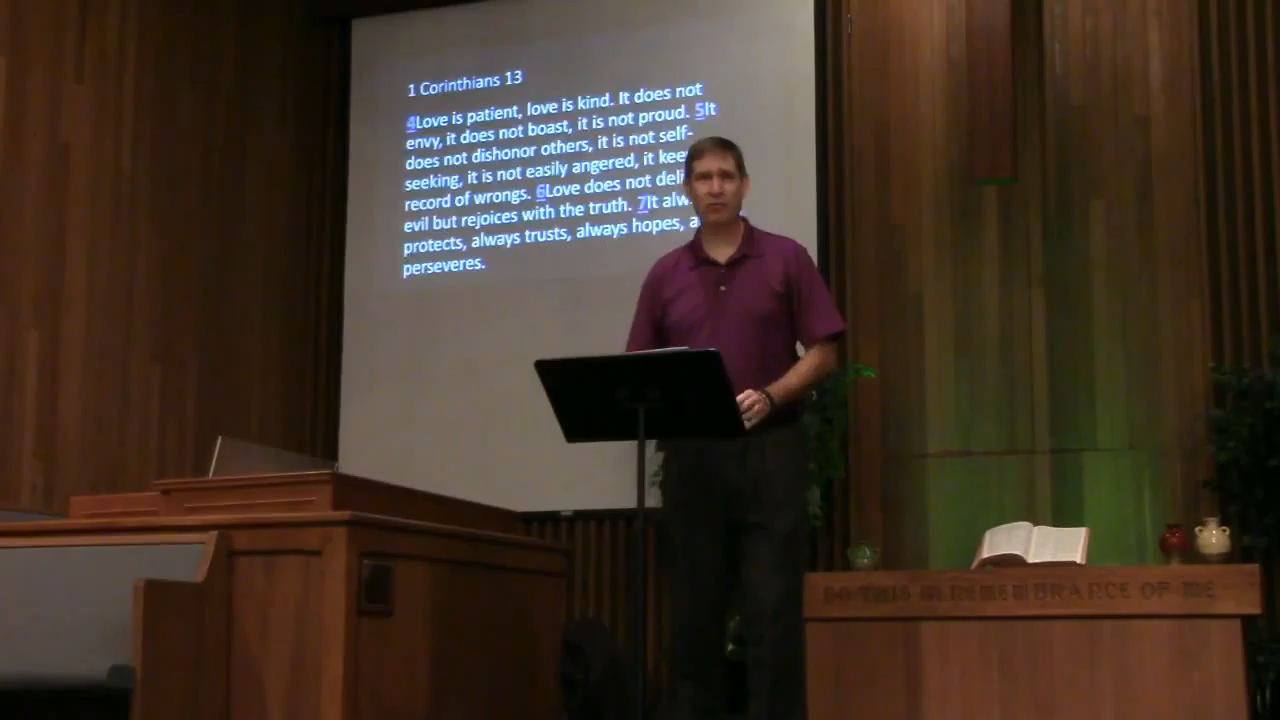 1 Corinthians 13
4Love is patient, love is kind. It does not
envy, it does not boast, it is not proud. 5It
does not dishonor others, it is not self-
seeking, it is not easily angered, it kee
record of wrongs. 6Love does not deli
evil but rejoices with the truth. 7It alw
protects, always trusts, always hopes, a
perseveres.
DO THIS IN REMEMBRANCE OF ME